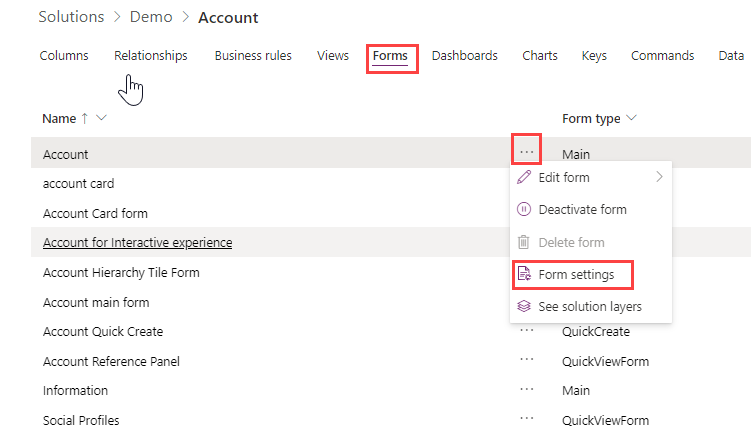 Solutions > Demo > Account
Columns Relationships Business rules Views Forms Dashboards Charts Keys Commands Data
Name ↑ Form type
Account ··· Main
Edit form
account card
Deactivate form
Account Card form
Delete form
Account for Interactive experience
Account Hierarchy Tile Form
Form settings
Account main form
See solution layers
Account Quick Create ··· QuickCreate
Account Reference Panel ··· QuickViewForm
Information ··· Main
Social Profiles ··· QuickViewForm